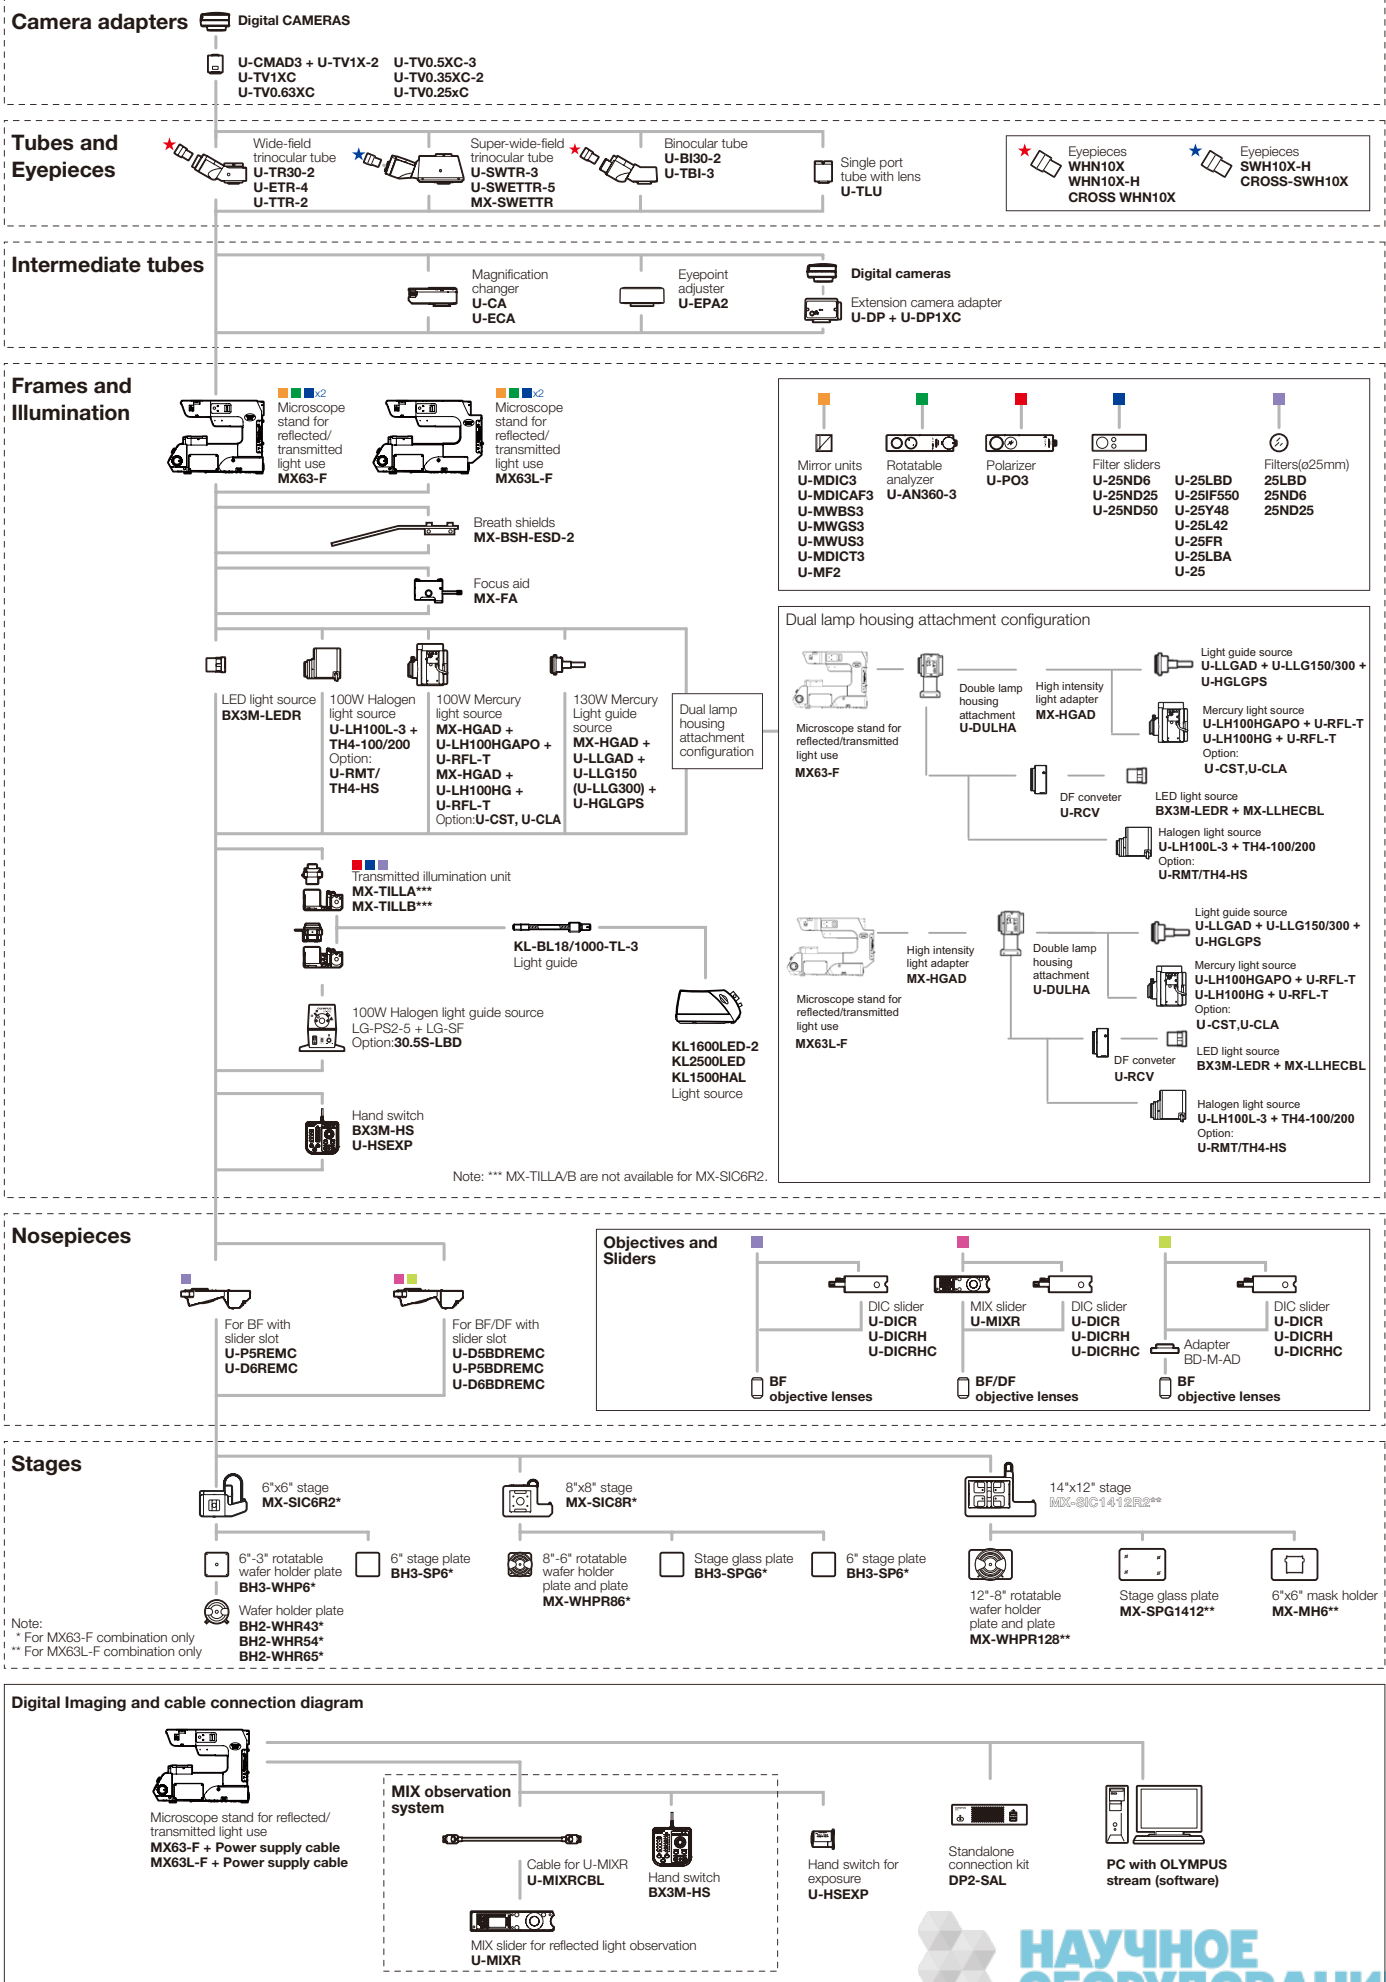 Camera adapters
Digital CAMERAS
U-CMAD3 + U-TV1X-2
U-TV1XC
U-TV0.63XC
U-TV0.5XC-3
U-TV0.35XC-2
U-TV0.25xC
Tubes and
Eyepieces
Wide-field
trinocular tube
U-TR30-2
U-ETR-4
U-TTR-2
Super-wide-field
trinocular tube
U-SWTR-3
U-SWETTR-5
MX-SWETTR
Binocular tube
U-BI30-2
U-TBI-3
Single port
tube with lens
U-TLU
Eyepieces
WHN10X
WHN10X-H
CROSS WHN10X
Eyepieces
SWH10X-H
CROSS-SWH10X
Intermediate tubes
Magnification
changer
U-CA
U-ECA
Eyepoint
adjuster
U-EPA2
Digital cameras
Extension camera adapter
U-DP + U-DP1XC
Frames and
Illumination
x2
Microscope
stand for
reflected/
transmitted
light use
MX63-F
x2
Microscope
stand for
reflected/
transmitted
light use
MX63L-F
Mirror units
U-MDIC3
U-MDICAF3
U-MWBS3
U-MWGS3
U-MWUS3
U-MDICT3
U-MF2
Rotatable
analyzer
U-AN360-3
Polarizer
U-PO3
Filter sliders
U-25ND6
U-25ND25
U-25ND50
U-25LBD
U-25IF550
U-25Y48
U-25L42
U-25FR
U-25LBA
U-25
Filters(ø25mm)
25LBD
25ND6
25ND25
Breath shields
MX-BSH-ESD-2
Focus aid
MX-FA
LED light source
BX3M-LEDR
100W Halogen
light source
U-LH100L-3 +
TH4-100/200
Option:
U-RMT/
TH4-HS
100W Mercury
light source
MX-HGAD +
U-LH100HGAPO +
U-RFL-T
MX-HGAD +
U-LH100HG +
U-RFL-T
Option:U-CST, U-CLA
130W Mercury
Light guide
source
MX-HGAD +
U-LLGAD +
U-LLG150
(U-LLG300) +
U-HGLGPS
Dual lamp
housing
attachment
configuration
Dual lamp housing attachment configuration
Microscope stand for
reflected/transmitted
light use
MX63-F
Double lamp
housing
attachment
U-DULHA
High intensity
light adapter
MX-HGAD
Light guide source
U-LLGAD + U-LLG150/300 +
U-HGLGPS
Mercury light source
U-LH100HGAPO + U-RFL-T
U-LH100HG + U-RFL-T
Option:
U-CST,U-CLA
DF conveter
U-RCV
LED light source
BX3M-LEDR + MX-LLHECBL
Halogen light source
U-LH100L-3 + TH4-100/200
Option:
U-RMT/TH4-HS
Microscope stand for
reflected/transmitted
light use
MX63L-F
High intensity
light adapter
MX-HGAD
Double lamp
housing
attachment
U-DULHA
Light guide source
U-LLGAD + U-LLG150/300 +
U-HGLGPS
Mercury light source
U-LH100HGAPO + U-RFL-T
U-LH100HG + U-RFL-T
Option:
U-CST,U-CLA
DF conveter
U-RCV
LED light source
BX3M-LEDR + MX-LLHECBL
Halogen light source
U-LH100L-3 + TH4-100/200
Option:
U-RMT/TH4-HS
Transmitted illumination unit
MX-TILLA***
MX-TILLB***
KL-BL18/1000-TL-3
Light guide
100W Halogen light guide source
LG-PS2-5 + LG-SF
Option:30.5S-LBD
KL1600LED-2
KL2500LED
KL1500HAL
Light source
Hand switch
BX3M-HS
U-HSEXP
Note: *** MX-TILLA/B are not available for MX-SIC6R2.
Nosepieces
For BF with
slider slot
U-P5REMC
U-D6REMC
For BF/DF with
slider slot
U-D5BDREMC
U-P5BDREMC
U-D6BDREMC
Objectives and
Sliders
DIC slider
U-DICR
U-DICRH
U-DICRHC
BF
objective lenses
MIX slider
U-MIXR
DIC slider
U-DICR
U-DICRH
U-DICRHC
BF/DF
objective lenses
DIC slider
U-DICR
U-DICRH
U-DICRHC
Adapter
BD-M-AD
BF
objective lenses
Stages
6"x6" stage
MX-SIC6R2*
8"x8" stage
MX-SIC8R*
14"x12" stage
MX-SIC1412R2**
6"-3" rotatable
wafer holder plate
BH3-WHP6*
6" stage plate
BH3-SP6*
8"-6" rotatable
wafer holder
plate and plate
MX-WHPR86*
Stage glass plate
BH3-SPG6*
6" stage plate
BH3-SP6*
12"-8" rotatable
wafer holder
plate and plate
MX-WHPR128**
Stage glass plate
MX-SPG1412**
6"x6" mask holder
MX-MH6**
Wafer holder plate
BH2-WHR43*
BH2-WHR54*
BH2-WHR65*
Note:
* For MX63-F combination only
** For MX63L-F combination only
Digital Imaging and cable connection diagram
Microscope stand for reflected/
transmitted light use
MX63-F + Power supply cable
MX63L-F + Power supply cable
MIX observation
system
Cable for U-MIXR
U-MIXRCBL
Hand switch
BX3M-HS
MIX slider for reflected light observation
U-MIXR
Hand switch for
exposure
U-HSEXP
Standalone
connection kit
DP2-SAL
PC with OLYMPUS
stream (software)
НАУЧНОЕ